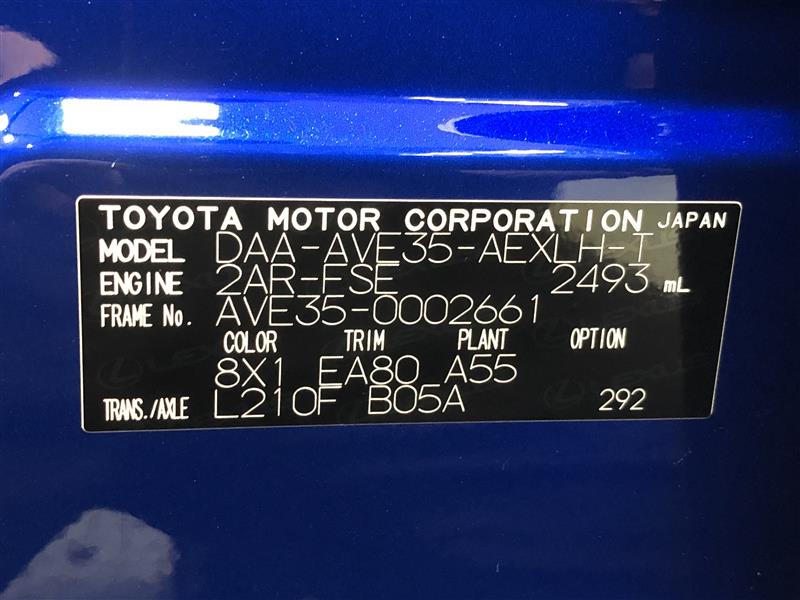 TOYOTA MOTOR CORPORATION JAPAN
MODEL DAA-AVE35-AEXLH-T
ENGINE 2AR-FSE 2493 mL
FRAME No. AVE35-0002661
COLOR TRIM PLANT OPTION
8X1 EA80 A55
TRANS./AXLE L210F B05A 292